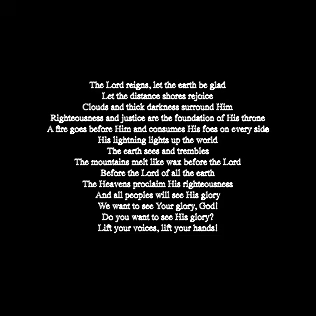 The Lord reigns, let the earth be glad
Let the distance shores rejoice
Clouds and thick darkness surround Him
Righteousness and justice are the foundation of His throne
A fire goes before Him and consumes His foes on every side
His lightning lights up the world
The earth sees and trembles
The mountains melt like wax before the Lord
Before the Lord of all the earth
The Heavens proclaim His righteousness
And all peoples will see His glory
We want to see Your glory, God!
Do you want to see His glory?
Lift your voices, lift your hands!